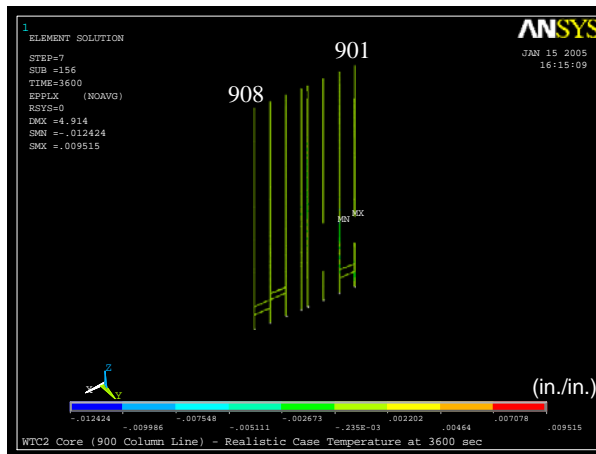 1
ELEMENT SOLUTION
STEP=7
SUB =156
TIME=3600
EPPLX (NOAVG)
RSYS=0
DMX =4.914
SMN =-.012424
SMX =.009515
ANSYS
JAN 15 2005
16:15:09
901
908
MN
MX
Z
X
Y
(in./in.)
-.012424 -.007548 -.002673 .002202 .007078
-.009986 -.005111 -.235E-03 .00464 .009515
WTC2 Core (900 Column Line) - Realistic Case Temperature at 3600 sec